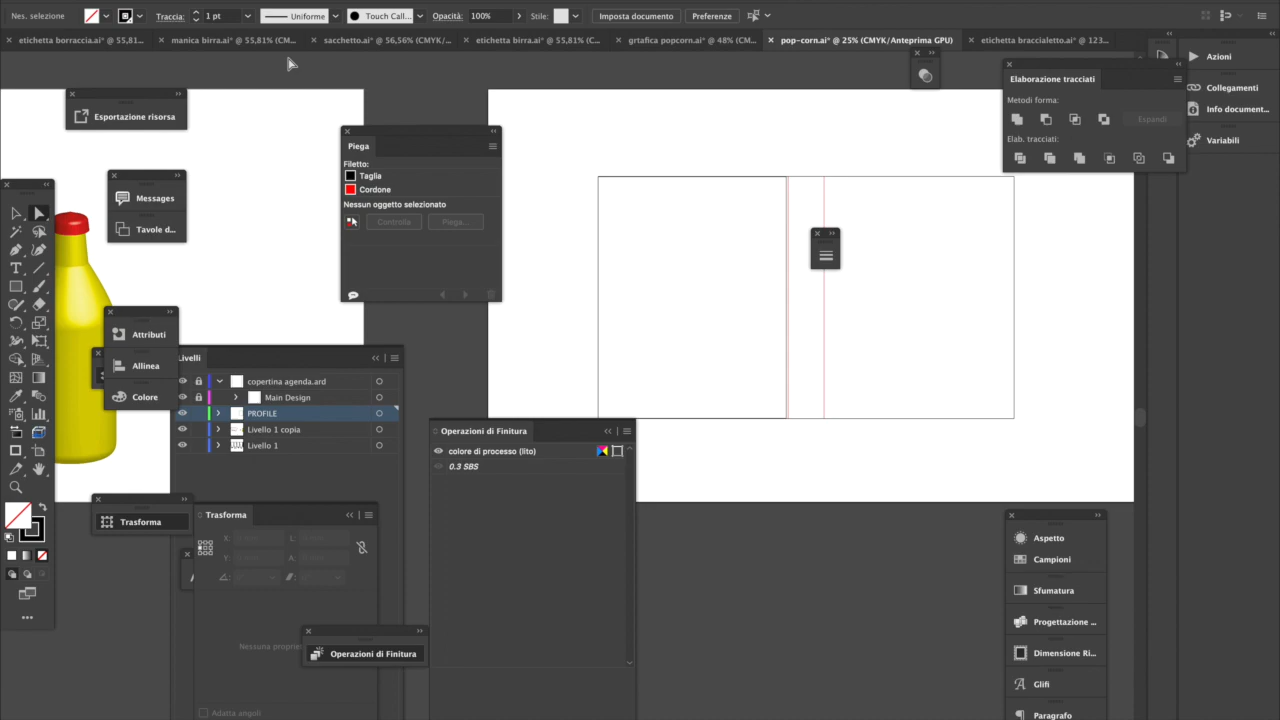 Nes. selezione
Traccia:
1 pt
Uniforme
Touch Call...
Opacità:
100%
Stile:
Imposta documento
Preferenze
etichetta borraccia.ai* @ 55,81...
manica birra.ai* @ 55,81% (CM...
sacchetto.ai* @ 56,56% (CMYK/...
etichetta birra.ai* @ 55,81% (C...
grtafica popcorn.ai* @ 48% (CM...
pop-corn.ai* @ 25% (CMYK/Anteprima GPU)
etichetta braccialetto.ai* @ 123...
Azioni
Collegamenti
Info document...
Variabili
Elaborazione tracciati
Metodi forma:
Espandi
Elab. tracciati:
Esportazione risorsa
Piega
Filetto:
Taglia
Cordone
Nessun oggetto selezionato
Controlla
Piega...
Messages
Tavole d...
Attributi
Allinea
Colore
Livelli
copertina agenda.ard
Main Design
PROFILE
Livello 1 copia
Livello 1
Operazioni di Finitura
colore di processo (lito)
0.3 SBS
Trasforma
Trasforma
X:
L:
Y:
A:
Nessuna proprie
Operazioni di Finitura
Adatta angoli
Aspetto
Campioni
Sfumatura
Progettazione ...
Dimensione Ri...
Glifi
Paragrafo